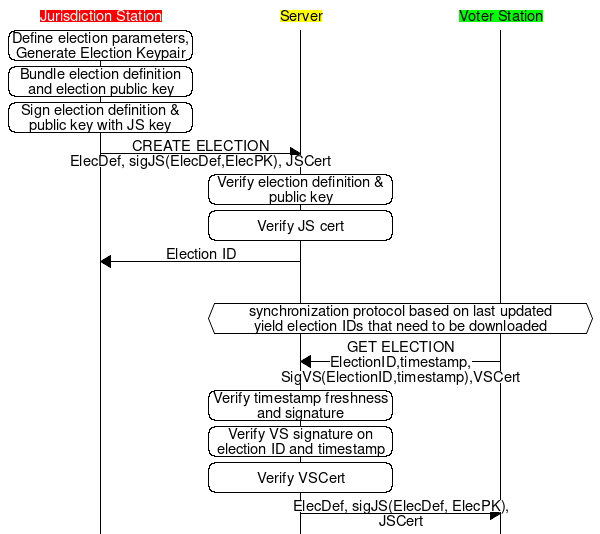 Jurisdiction Station
Server
Voter Station
Define election parameters,
Generate Election Keypair
Bundle election definition
and election public key
Sign election definition &
public key with JS key
CREATE ELECTION
ElecDef, sigJS(ElecDef,ElecPK), JSCert
Verify election definition &
public key
Verify JS cert
Election ID
synchronization protocol based on last updated
yield election IDs that need to be downloaded
GET ELECTION
ElectionID,timestamp,
SigVS(ElectionID,timestamp),VSCert
Verify timestamp freshness
and signature
Verify VS signature on
election ID and timestamp
Verify VSCert
ElecDef, sigJS(ElecDef, ElecPK),
JSCert